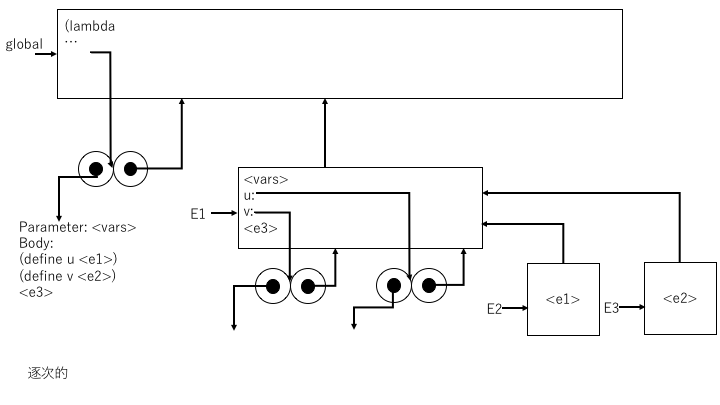 (lambda
…
global
<vars>
u:
v:
<e3>
E1
Parameter: <vars>
Body:
(define u <e1>)
(define v <e2>)
<e3>
E2
<e1>
E3
<e2>
逐次的